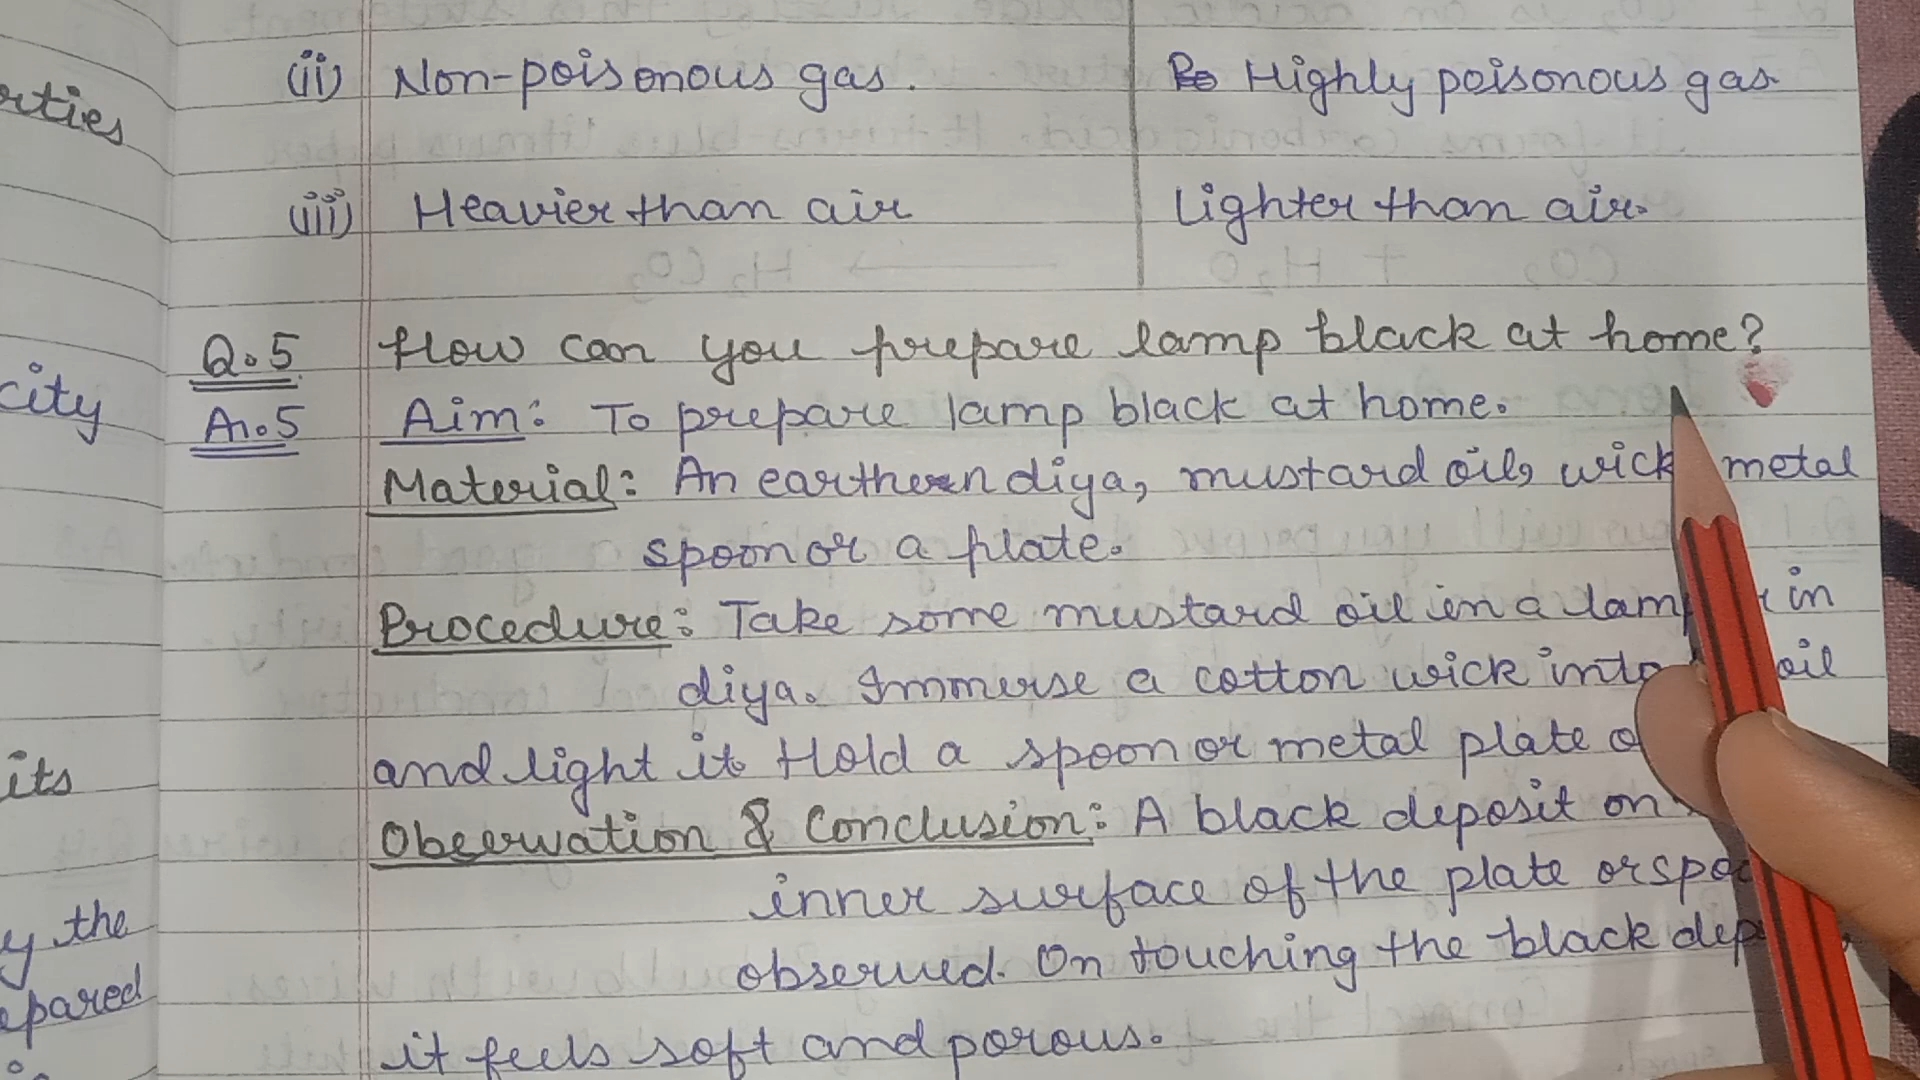 rties
city
its
y the
epared
(ii) Non-poisonous gas. Highly poisonous gas.
(iii) Heavier than air Lighter than air.
Q.5 How can you prepare lamp black at home?
An.5 Aim: To prepare lamp black at home.
Material: An earthen diya, mustard oil, wick metal
spoon or a plate.
Procedure: Take some mustard oil in a lam in
diya. Immerse a cotton wick into oil
and light it Hold a spoon or metal plate
Obserwation & Conclusion: A black deposit on
inner surface of the plate or spo
observed. On touching the black dep
it feels soft and porous.